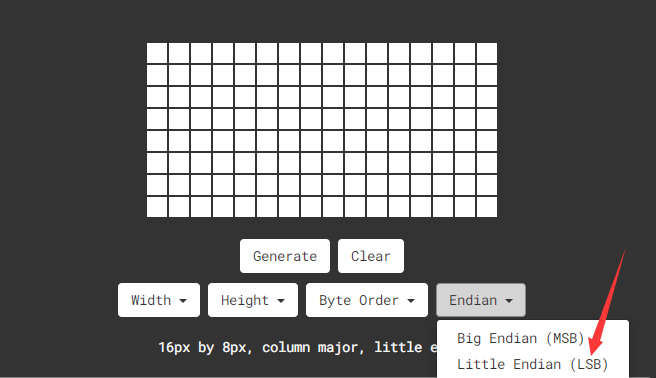 Generate Clear
Width Height Byte Order Endian
Big Endian (MSB)
16px by 8px, column major, little e
Little Endian (LSB)